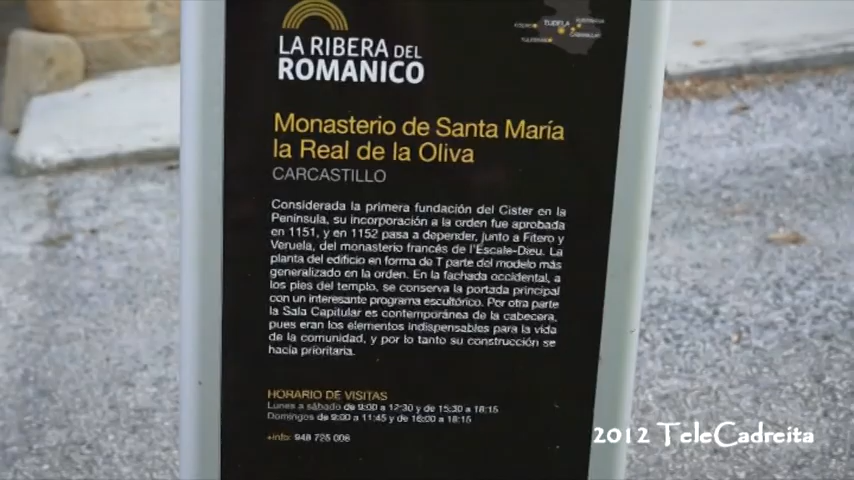 LA RIBERA DEL
ROMANICO
TUDELA
Monasterio de Santa María
la Real de la Oliva
CARCASTILLO
Considerada la primera fundación del Cister en la
Península, su incorporación a la orden fue aprobada
en 1151, y en 1152 pasa a depender, junto a Fitero y
Veruela, del monasterio francés de l'Escale-Dieu. La
planta del edificio en forma de T parte del modelo más
generalizado en la orden. En la fachada occidental, a
los pies del templo, se conserva la portada principal
con un interesante programa escultórico. Por otra parte
la Sala Capitular es contemporánea de la cabecera,
pues eran los elementos indispensables para la vida
de la comunidad, y por lo tanto su construcción se
hacía prioritaria.
HORARIO DE VISITAS
Lunes a sábado de 9:00 a 12:30 y de 15:30 a 18:15
Domingos de 9:00 a 11:45 y de 16:00 a 18:15
+info: 948 725 006
2012 TeleCadreita